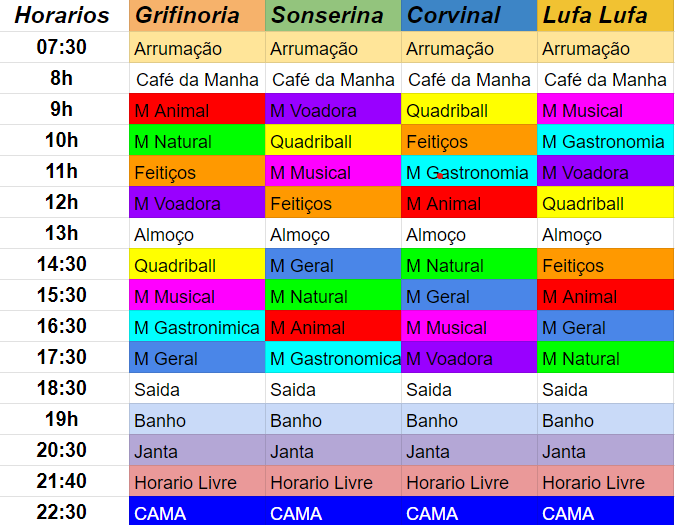 Horarios Grifinoria Sonserina Corvinal Lufa Lufa
07:30 Arrumação Arrumação Arrumação Arrumação
8h Café da Manha Café da Manha Café da Manha Café da Manha
9h M Animal M Voadora Quadriball M Musical
10h M Natural Quadriball Feitiços M Gastronomia
11h Feitiços M Musical M Gastronomia M Voadora
12h M Voadora Feitiços M Animal Quadriball
13h Almoço Almoço Almoço Almoço
14:30 Quadriball M Geral M Natural Feitiços
15:30 M Musical M Natural M Geral M Animal
16:30 M Gastronimica M Animal M Musical M Geral
17:30 M Geral M Gastronomica M Voadora M Natural
18:30 Saida Saida Saida Saida
19h Banho Banho Banho Banho
20:30 Janta Janta Janta Janta
21:40 Horario Livre Horario Livre Horario Livre Horario Livre
22:30 CAMA CAMA CAMA CAMA